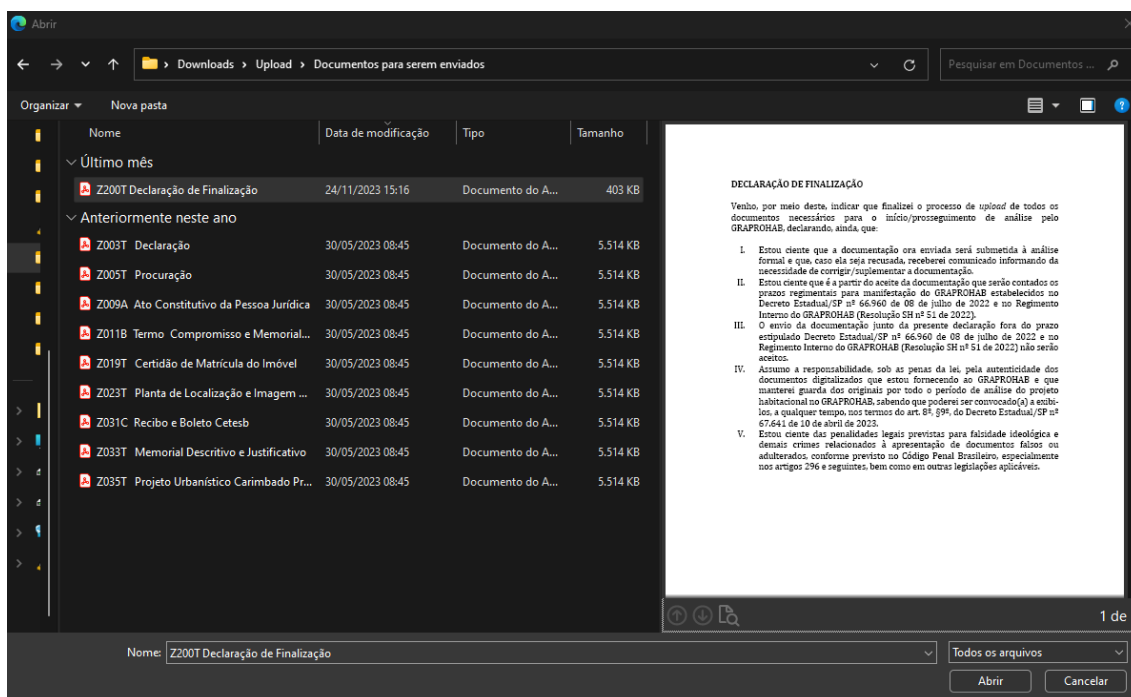 Abrir
Downloads > Upload > Documentos para serem enviados
Pesquisar em Documentos ...
Organizar
Nova pasta
Nome Data de modificação Tipo Tamanho
Último mês
Z200T Declaração de Finalização 24/11/2023 15:16 Documento do A... 403 KB
Anteriormente neste ano
Z003T Declaração 30/05/2023 08:45 Documento do A... 5.514 KB
Z005T Procuração 30/05/2023 08:45 Documento do A... 5.514 KB
Z009A Ato Constitutivo da Pessoa Jurídica 30/05/2023 08:45 Documento do A... 5.514 KB
Z011B Termo Compromisso e Memorial... 30/05/2023 08:45 Documento do A... 5.514 KB
Z019T Certidão de Matrícula do Imóvel 30/05/2023 08:45 Documento do A... 5.514 KB
Z023T Planta de Localização e Imagem ... 30/05/2023 08:45 Documento do A... 5.514 KB
Z031C Recibo e Boleto Cetesb 30/05/2023 08:45 Documento do A... 5.514 KB
Z033T Memorial Descritivo e Justificativo 30/05/2023 08:45 Documento do A... 5.514 KB
Z035T Projeto Urbanístico Carimbado Pr... 30/05/2023 08:45 Documento do A... 5.514 KB
DECLARAÇÃO DE FINALIZAÇÃO
Venho, por meio deste, indicar que finalizei o processo de upload de todos os
documentos necessários para o início/prosseguimento de análise pelo
GRAPROHAB, declarando, ainda, que:
I. Estou ciente que a documentação ora enviada será submetida à análise
formal e que, caso ela seja recusada, receberei comunicado informando da
necessidade de corrigir/suplementar a documentação.
II. Estou ciente que é a partir do aceite da documentação que serão contados os
prazos regimentais para manifestação do GRAPROHAB estabelecidos no
Decreto Estadual/SP nº 66.960 de 08 de julho de 2022 e no Regimento
Interno do GRAPROHAB (Resolução SH nº 51 de 2022).
III. O envio da documentação junto da presente declaração fora do prazo
estipulado Decreto Estadual/SP nº 66.960 de 08 de julho de 2022 e no
Regimento Interno do GRAPROHAB (Resolução SH nº 51 de 2022) não serão
aceitos.
IV. Assumo a responsabilidade, sob as penas da lei, pela autenticidade dos
documentos digitalizados que estou fornecendo ao GRAPROHAB e que
manterei guarda dos originais por todo o período de análise do projeto
habitacional no GRAPROHAB, sabendo que poderei ser convocado(a) a exibi-
los, a qualquer tempo, nos termos do art. 8º, §9º, do Decreto Estadual/SP nº
67.641 de 10 de abril de 2023.
V. Estou ciente das penalidades legais previstas para falsidade ideológica e
demais crimes relacionados à apresentação de documentos falsos ou
adulterados, conforme previsto no Código Penal Brasileiro, especialmente
nos artigos 296 e seguintes, bem como em outras legislações aplicáveis.
1 de
Nome: Z200T Declaração de Finalização Todos os arquivos
Abrir Cancelar